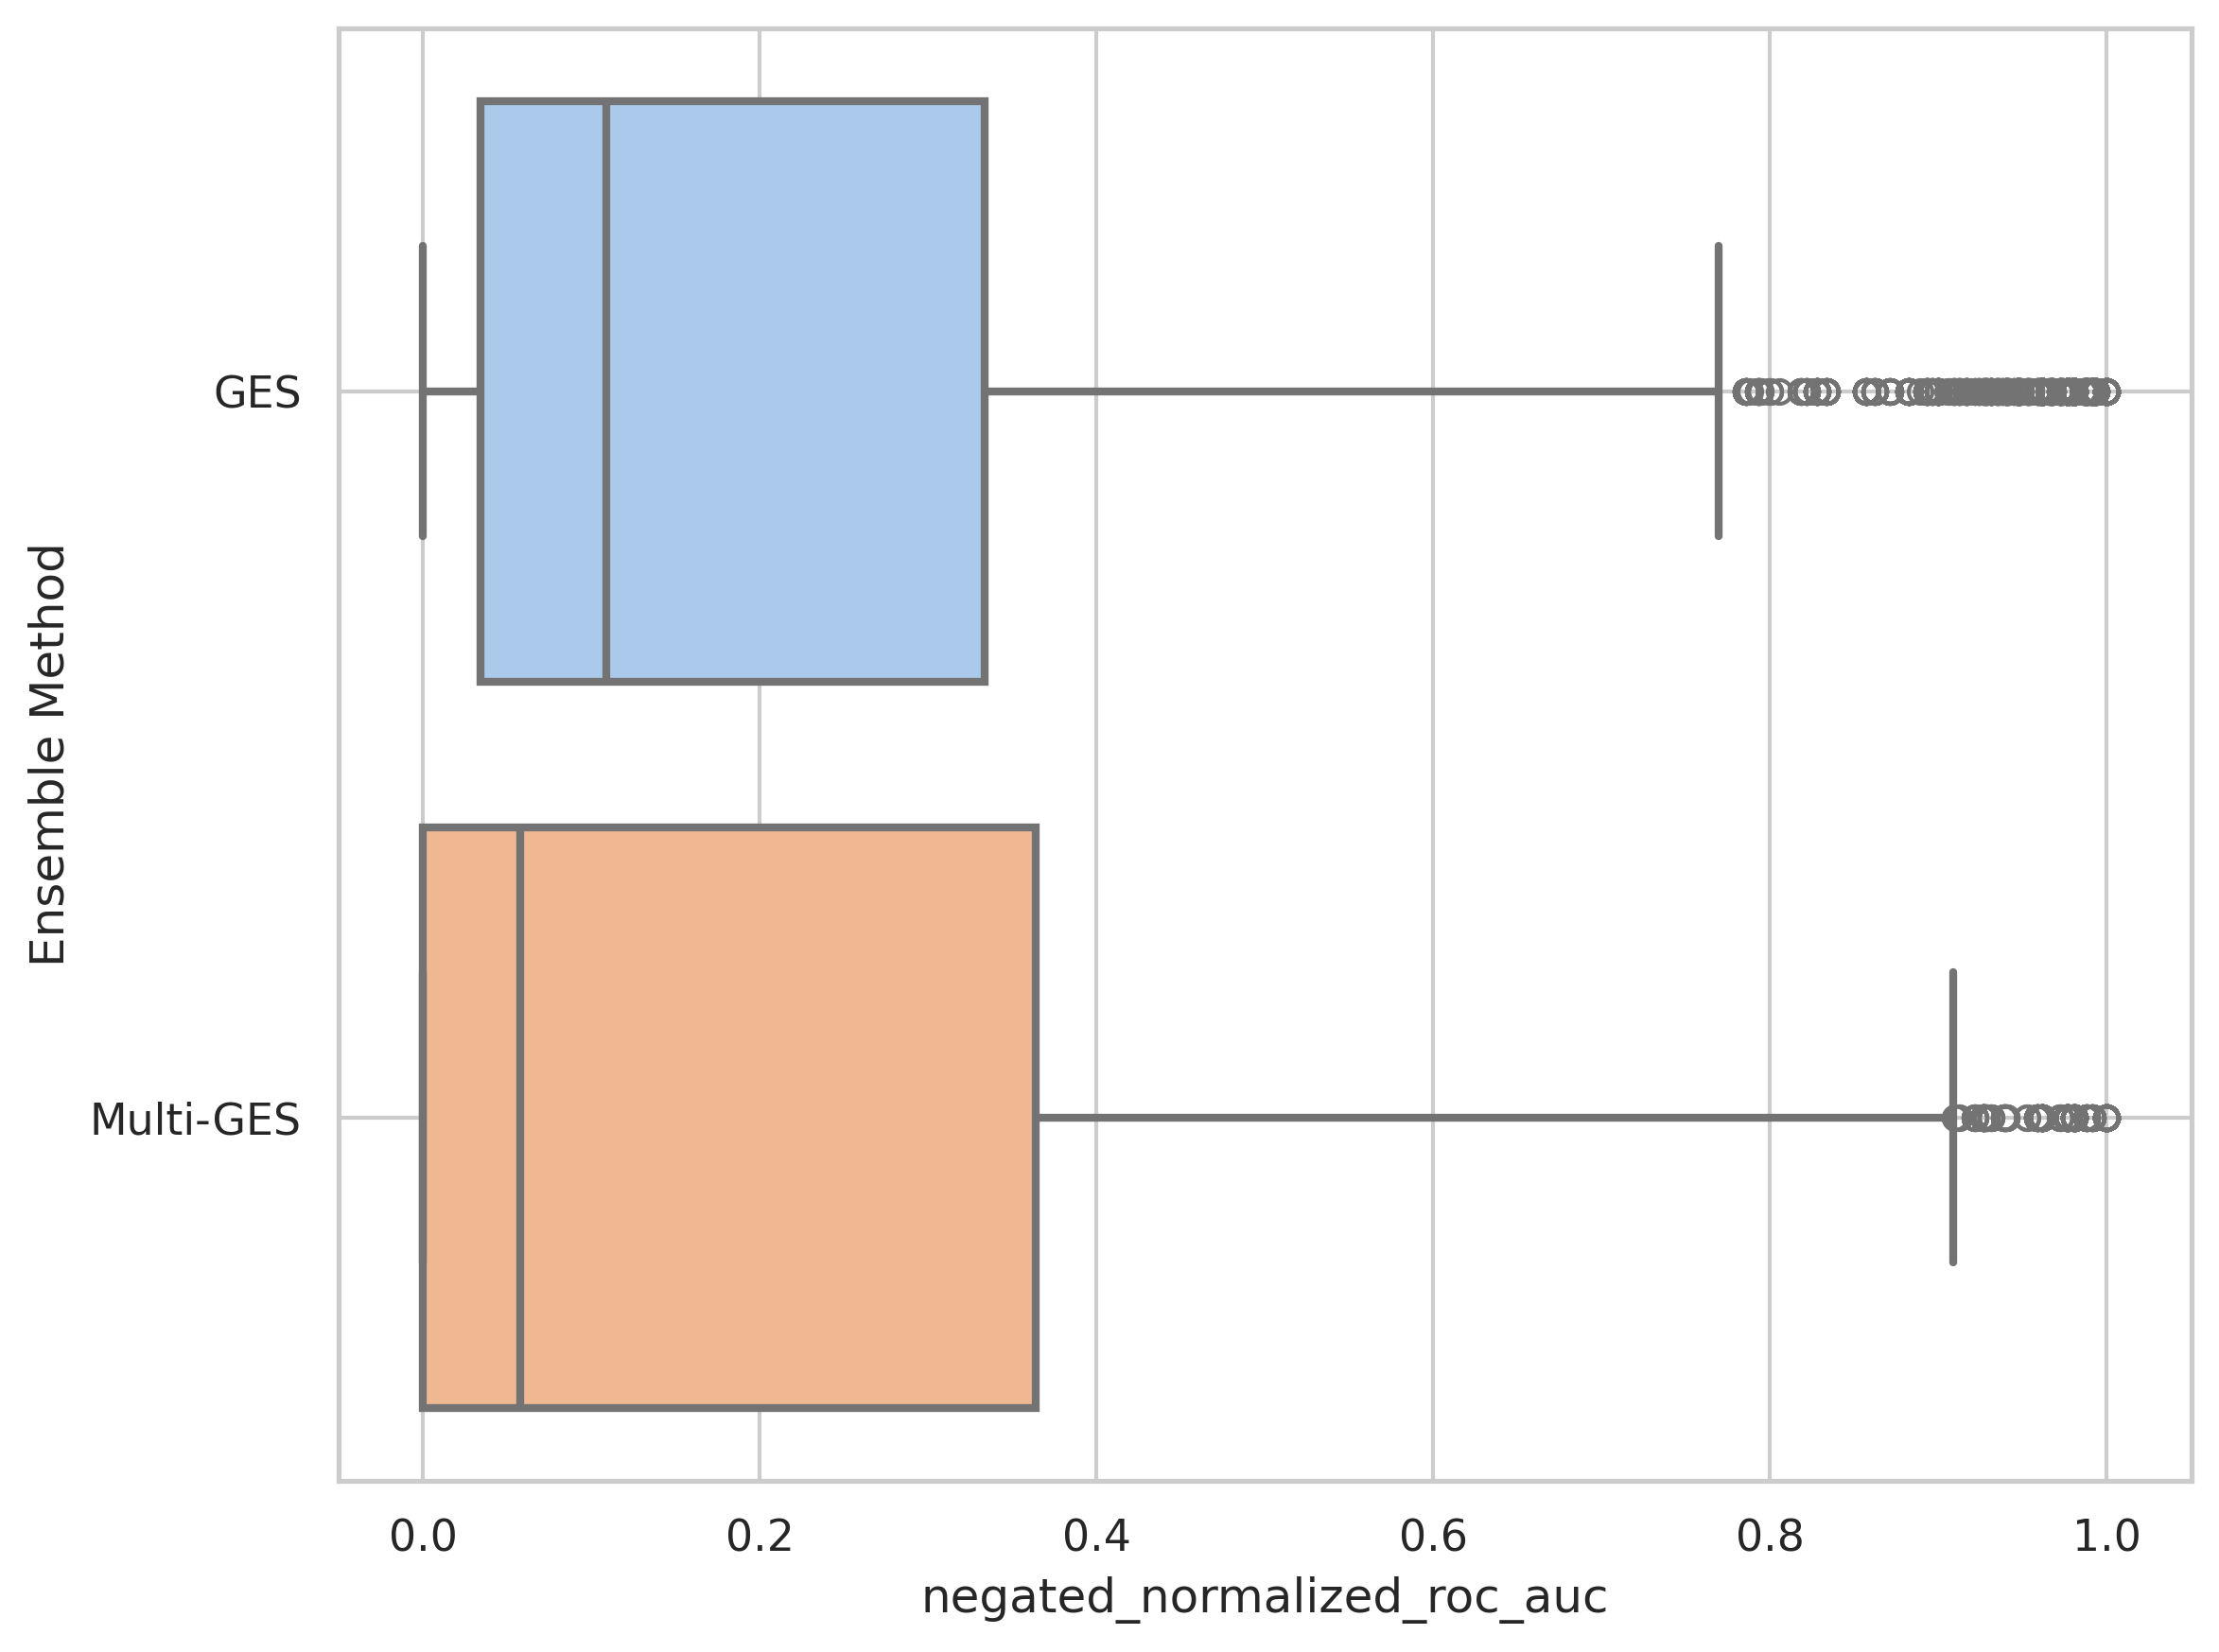 Ensemble Method
GES
Multi-GES
0.0 0.2 0.4 0.6 0.8 1.0
negated_normalized_roc_auc